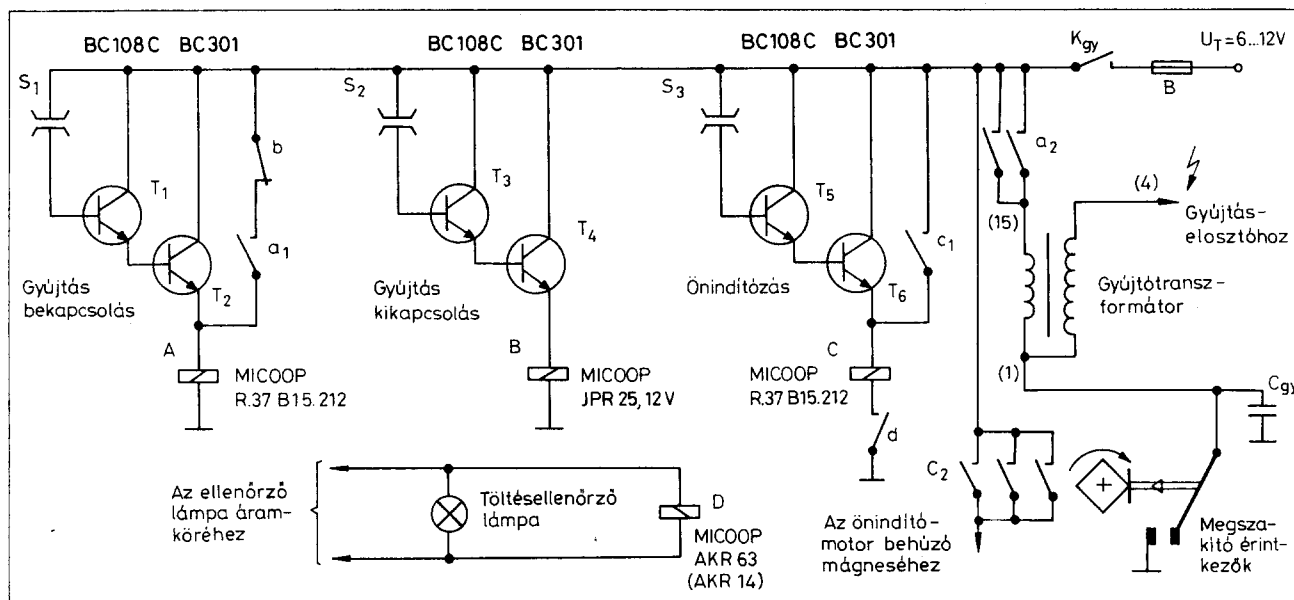 BC108C BC301
BC108C BC301
BC108C BC301
K_gy
U_T=6...12V
B
S₁
S₂
S₃
b
a₂
T₁
T₃
T₅
(4)
(15)
Gyújtás-
elosztóhoz
a₁
T₄
c₁
Gyújtás
bekapcsolás
T₂
Gyújtás
kikapcsolás
Önindítózás
T₆
Gyújtótransz-
formátor
A
MICOOP
R.37 B15.212
B
MICOOP
JPR 25, 12 V
C
MICOOP
R.37 B15.212
(1)
C_gy
d
C₂
Az ellenőrző
lámpa áram-
köréhez
Töltésellenőrző
lámpa
D
MICOOP
AKR 63
(AKR 14)
Az önindító-
motor behúzó
mágneséhez
Megsza-
kító érint-
kezők